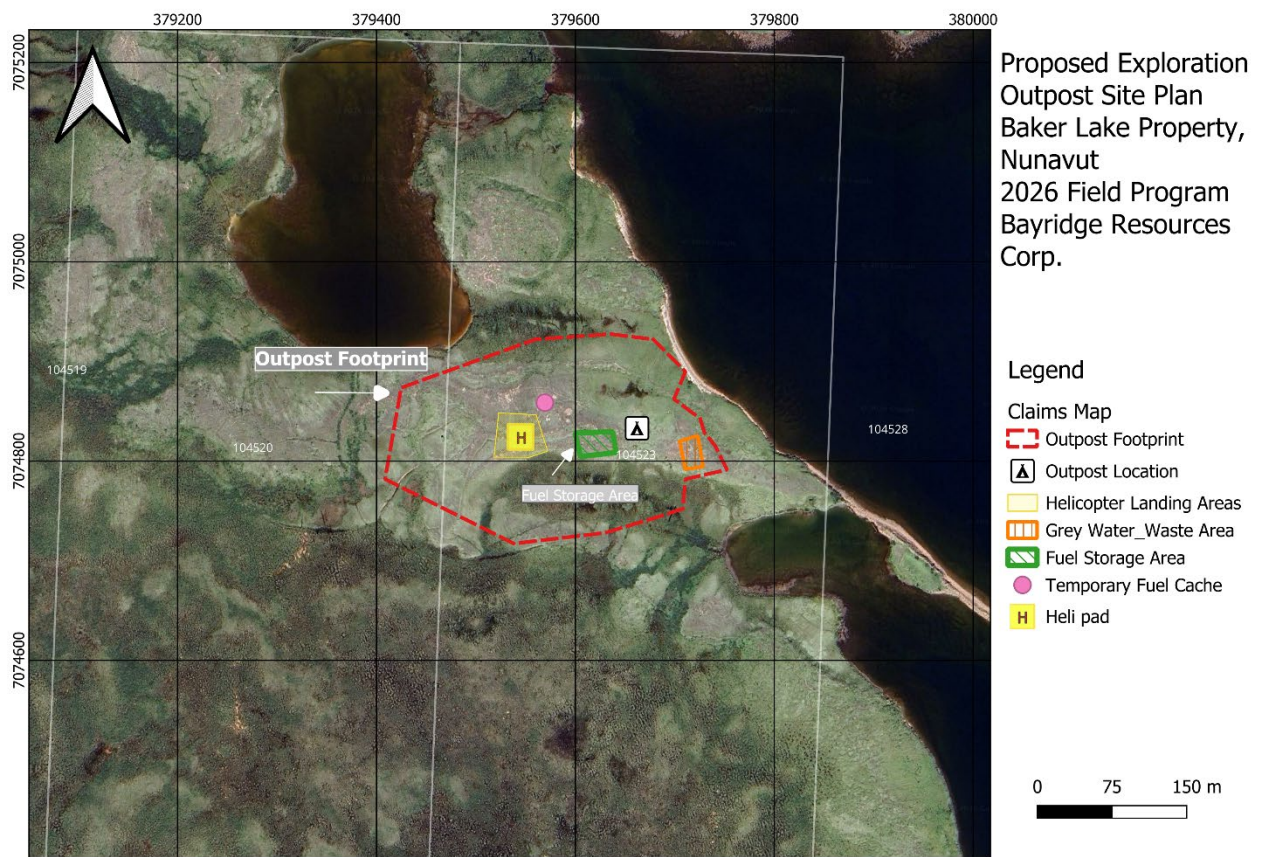 379200
379400
379600
379800
380000
7075200
7075000
7074800
7074600
Proposed Exploration
Outpost Site Plan
Baker Lake Property,
Nunavut
2026 Field Program
Bayridge Resources
Corp.
Outpost Footprint
104519
104520
104523
104528
H
Fuel Storage Area
Legend
Claims Map
Outpost Footprint
Outpost Location
Helicopter Landing Areas
Grey Water_Waste Area
Fuel Storage Area
Temporary Fuel Cache
H Heli pad
0 75 150 m